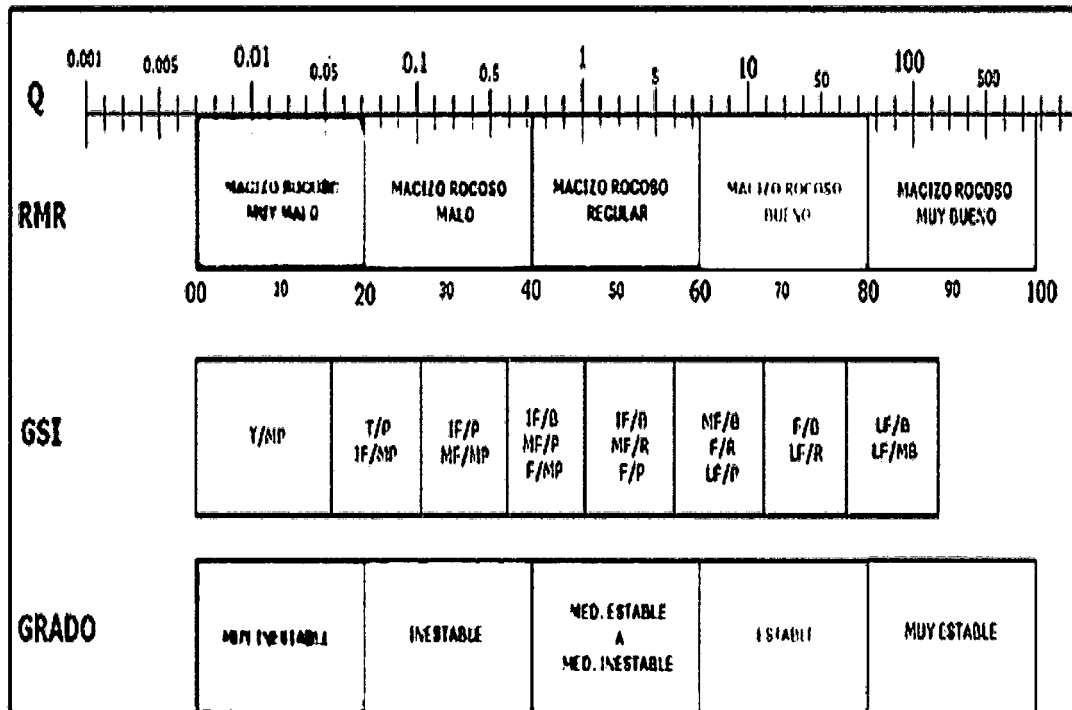 0.001 0.005 0.01 0.05 0.1 0.5 1 5 10 50 100 500
Q
RMR
MACIZO ROCOSO
MUY MALO
MACIZO ROCOSO
MALO
MACIZO ROCOSO
REGULAR
MACIZO ROCOSO
BUENO
MACIZO ROCOSO
MUY BUENO
00 10 20 30 40 50 60 70 80 90 100
GSI
T/MP
T/P
IF/MP
IF/P
MF/MP
IF/B
MF/P
F/MP
IF/B
MF/R
F/P
MF/B
F/R
LF/P
F/B
LF/R
LF/B
LF/MB
GRADO
MUY INESTABLE
INESTABLE
MED. ESTABLE
A
MED. INESTABLE
ESTABLE
MUY ESTABLE